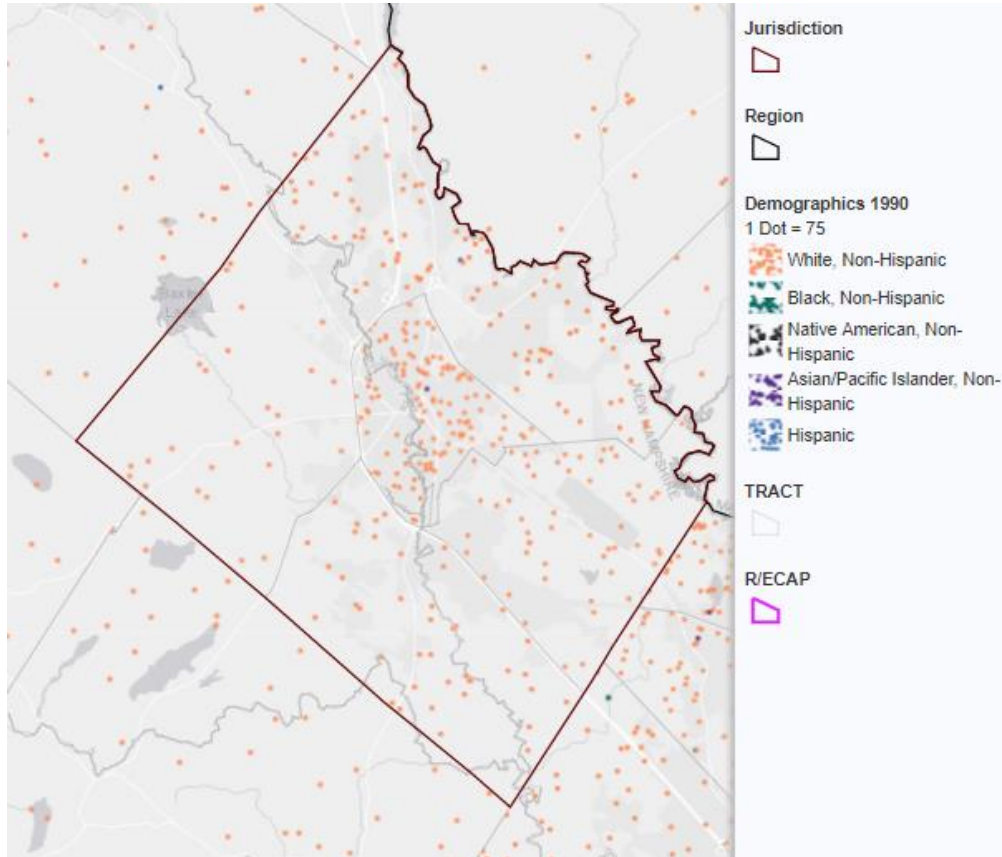 Jurisdiction
Region
Demographics 1990
1 Dot = 75
White, Non-Hispanic
Black, Non-Hispanic
Native American, Non-
Hispanic
Asian/Pacific Islander, Non-
Hispanic
Hispanic
TRACT
R/ECAP
NEW HAMPSHIRE